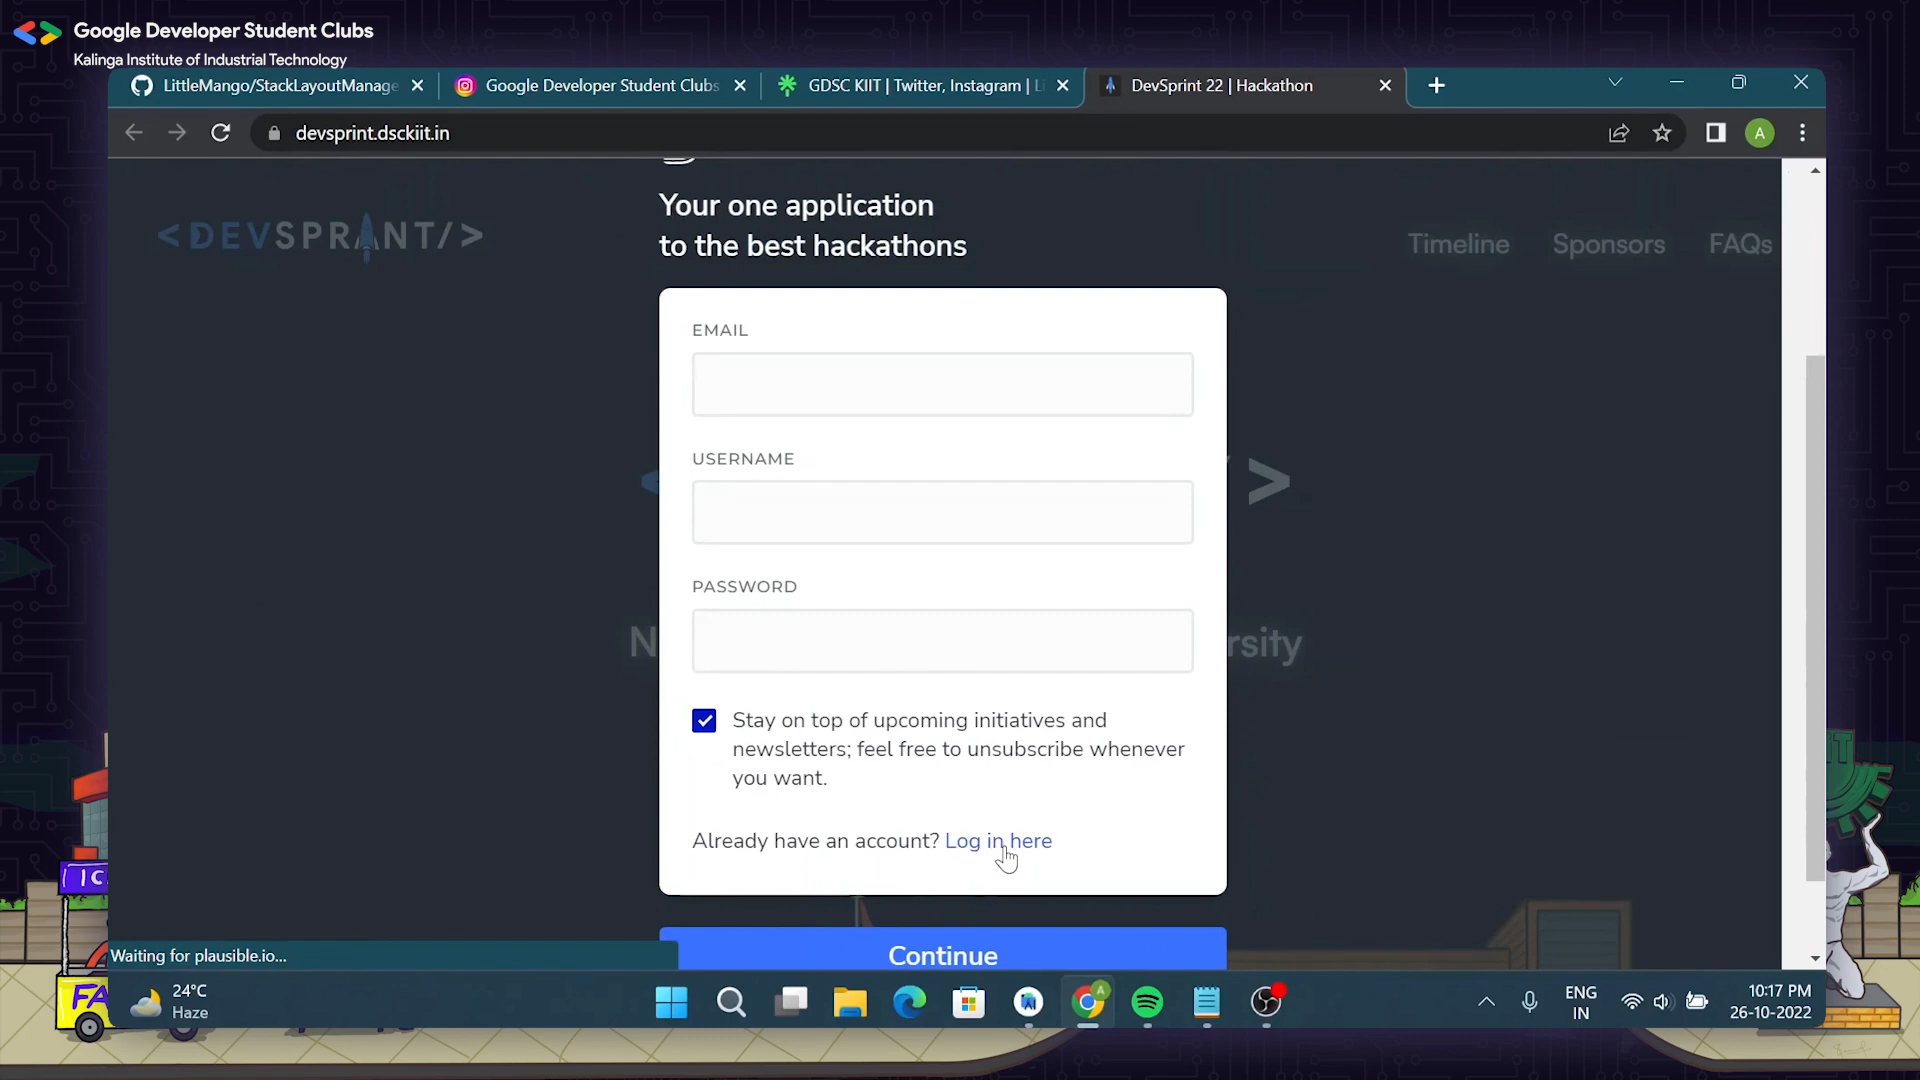 Google Developer Student Clubs
Kalinga Institute of Industrial Technology
LittleMango/StackLayoutManage
Google Developer Student Clubs
GDSC KIIT | Twitter, Instagram | Li
DevSprint 22 | Hackathon
devsprint.dsckiit.in
A
Your one application
to the best hackathons
<DEVSPRINT/>
Timeline
Sponsors
FAQs
EMAIL
USERNAME
< >
PASSWORD
N rsity
Stay on top of upcoming initiatives and
newsletters; feel free to unsubscribe whenever
you want.
Already have an account? Log in here
IC
Continue
Waiting for plausible.io...
FA
24°C
Haze
A
ENG
IN
10:17 PM
26-10-2022